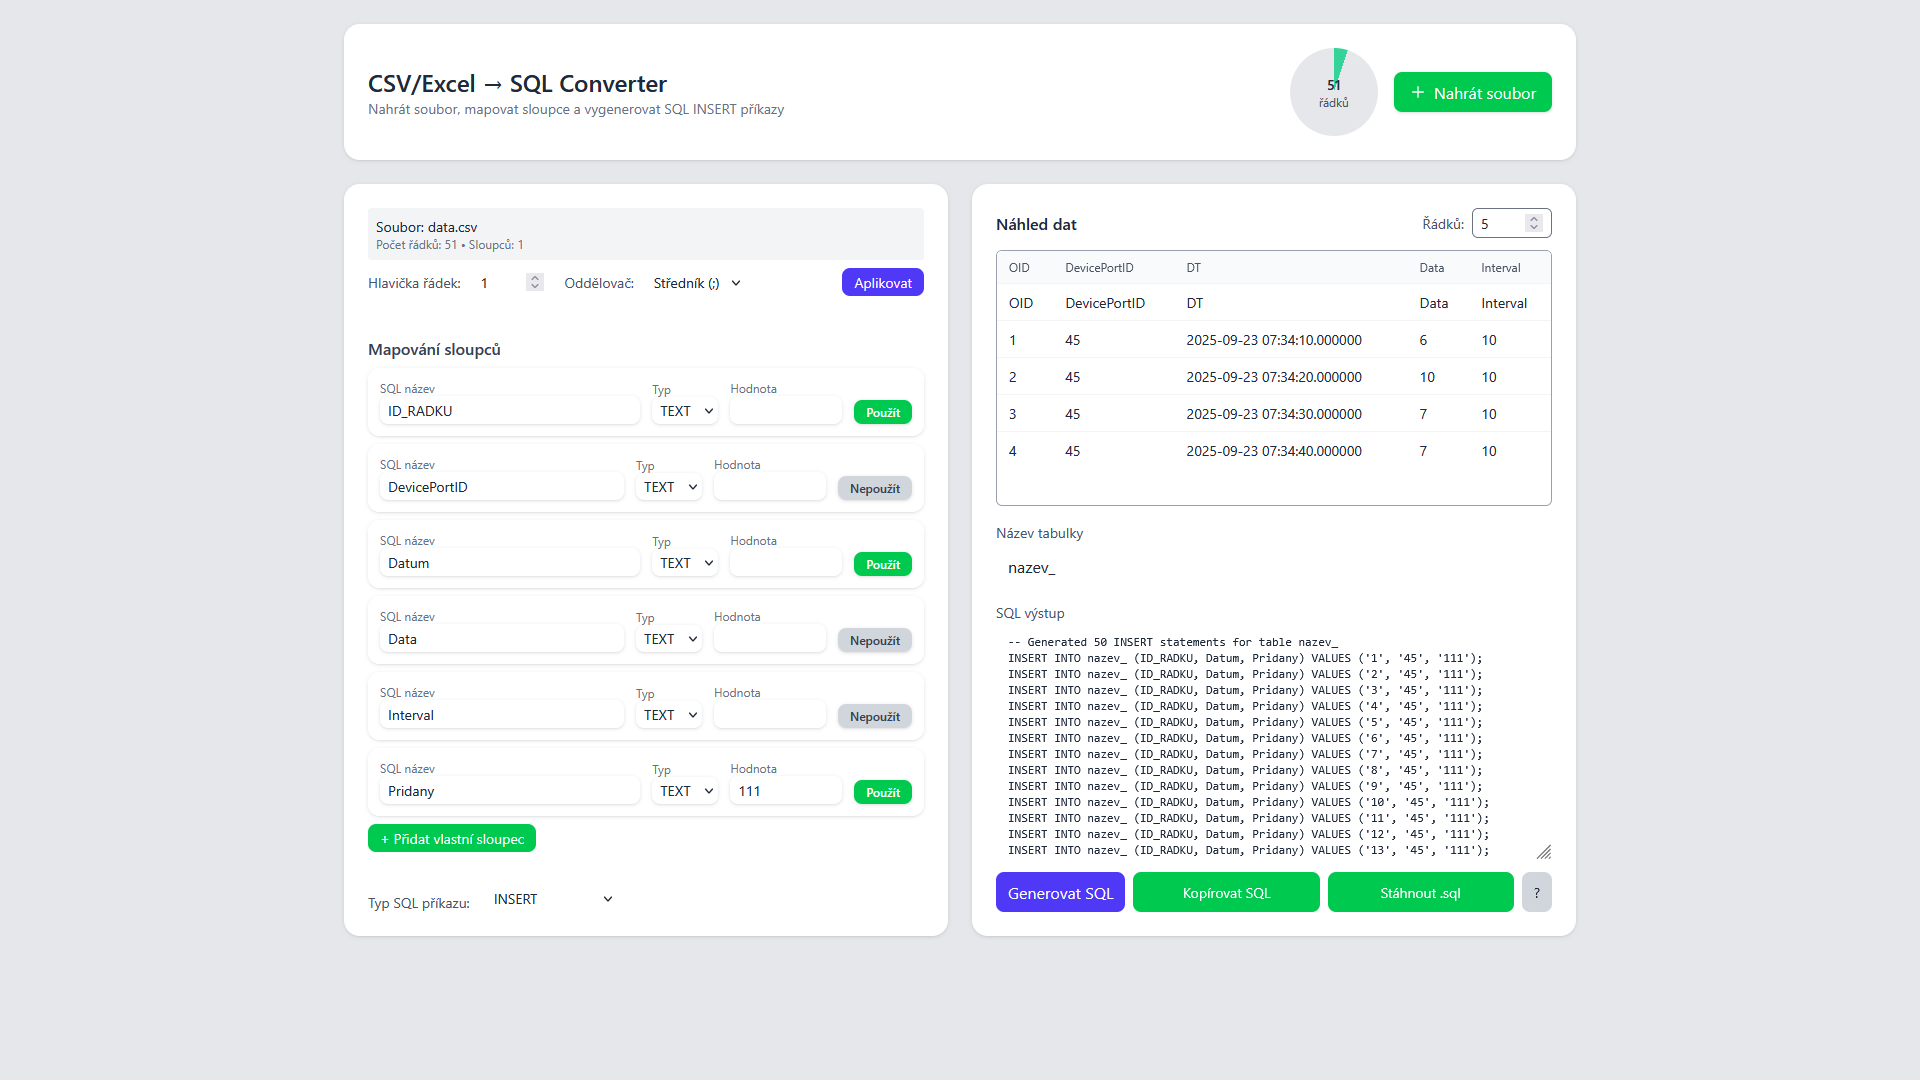 CSV/Excel → SQL Converter
Nahrát soubor, mapovat sloupce a vygenerovat SQL INSERT příkazy
51
řádků
+ Nahrát soubor
Soubor: data.csv
Počet řádků: 51 • Sloupců: 1
Hlavička řádek: 1 Oddělovač: Středník (;) Aplikovat
Mapování sloupců
SQL název Typ Hodnota
ID_RADKU TEXT Použít
SQL název Typ Hodnota
DevicePortID TEXT Nepoužít
SQL název Typ Hodnota
Datum TEXT Použít
SQL název Typ Hodnota
Data TEXT Nepoužít
SQL název Typ Hodnota
Interval TEXT Nepoužít
SQL název Typ Hodnota
Pridany TEXT 111 Použít
+ Přidat vlastní sloupec
Typ SQL příkazu: INSERT
Náhled dat Řádků: 5
OID DevicePortID DT Data Interval
OID DevicePortID DT Data Interval
1 45 2025-09-23 07:34:10.000000 6 10
2 45 2025-09-23 07:34:20.000000 10 10
3 45 2025-09-23 07:34:30.000000 7 10
4 45 2025-09-23 07:34:40.000000 7 10
Název tabulky
nazev_
SQL výstup
-- Generated 50 INSERT statements for table nazev_
INSERT INTO nazev_ (ID_RADKU, Datum, Pridany) VALUES ('1', '45', '111');
INSERT INTO nazev_ (ID_RADKU, Datum, Pridany) VALUES ('2', '45', '111');
INSERT INTO nazev_ (ID_RADKU, Datum, Pridany) VALUES ('3', '45', '111');
INSERT INTO nazev_ (ID_RADKU, Datum, Pridany) VALUES ('4', '45', '111');
INSERT INTO nazev_ (ID_RADKU, Datum, Pridany) VALUES ('5', '45', '111');
INSERT INTO nazev_ (ID_RADKU, Datum, Pridany) VALUES ('6', '45', '111');
INSERT INTO nazev_ (ID_RADKU, Datum, Pridany) VALUES ('7', '45', '111');
INSERT INTO nazev_ (ID_RADKU, Datum, Pridany) VALUES ('8', '45', '111');
INSERT INTO nazev_ (ID_RADKU, Datum, Pridany) VALUES ('9', '45', '111');
INSERT INTO nazev_ (ID_RADKU, Datum, Pridany) VALUES ('10', '45', '111');
INSERT INTO nazev_ (ID_RADKU, Datum, Pridany) VALUES ('11', '45', '111');
INSERT INTO nazev_ (ID_RADKU, Datum, Pridany) VALUES ('12', '45', '111');
INSERT INTO nazev_ (ID_RADKU, Datum, Pridany) VALUES ('13', '45', '111');
Generovat SQL Kopírovat SQL Stáhnout .sql ?